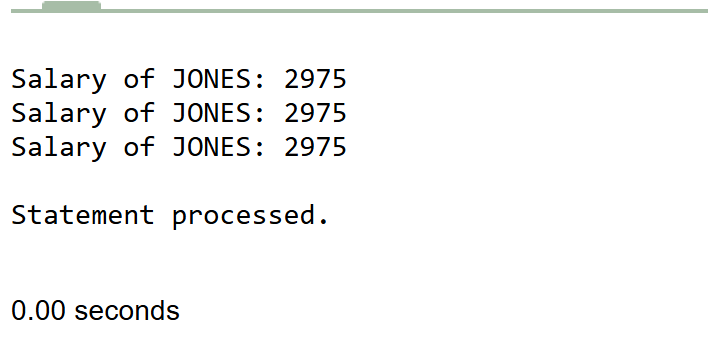 Salary of JONES: 2975
Salary of JONES: 2975
Salary of JONES: 2975
Statement processed.
0.00 seconds